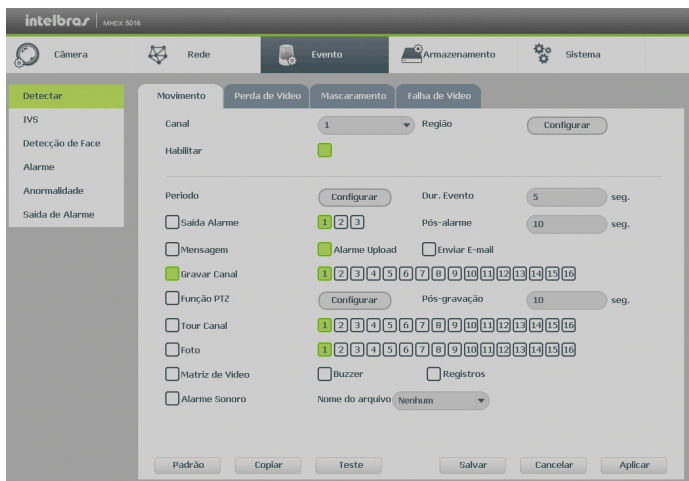 intelbras MHDX 5016
Câmera Rede Evento Armazenamento Sistema
Detectar
IVS
Detecção de Face
Alarme
Anormalidade
Saída de Alarme
Movimento Perda de Vídeo Mascaramento Falha de Vídeo
Canal 1 Região Configurar
Habilitar
Período Configurar Dur. Evento 5 seg.
Saída Alarme 1 2 3 Pós-alarme 10 seg.
Mensagem Alarme Upload Enviar E-mail
Gravar Canal 1 2 3 4 5 6 7 8 9 10 11 12 13 14 15 16
Função PTZ Configurar Pós-gravação 10 seg.
Tour Canal 1 2 3 4 5 6 7 8 9 10 11 12 13 14 15 16
Foto 1 2 3 4 5 6 7 8 9 10 11 12 13 14 15 16
Matriz de Vídeo Buzzer Registros
Alarme Sonoro Nome do arquivo Nenhum
Padrão Copiar Teste Salvar Cancelar Aplicar